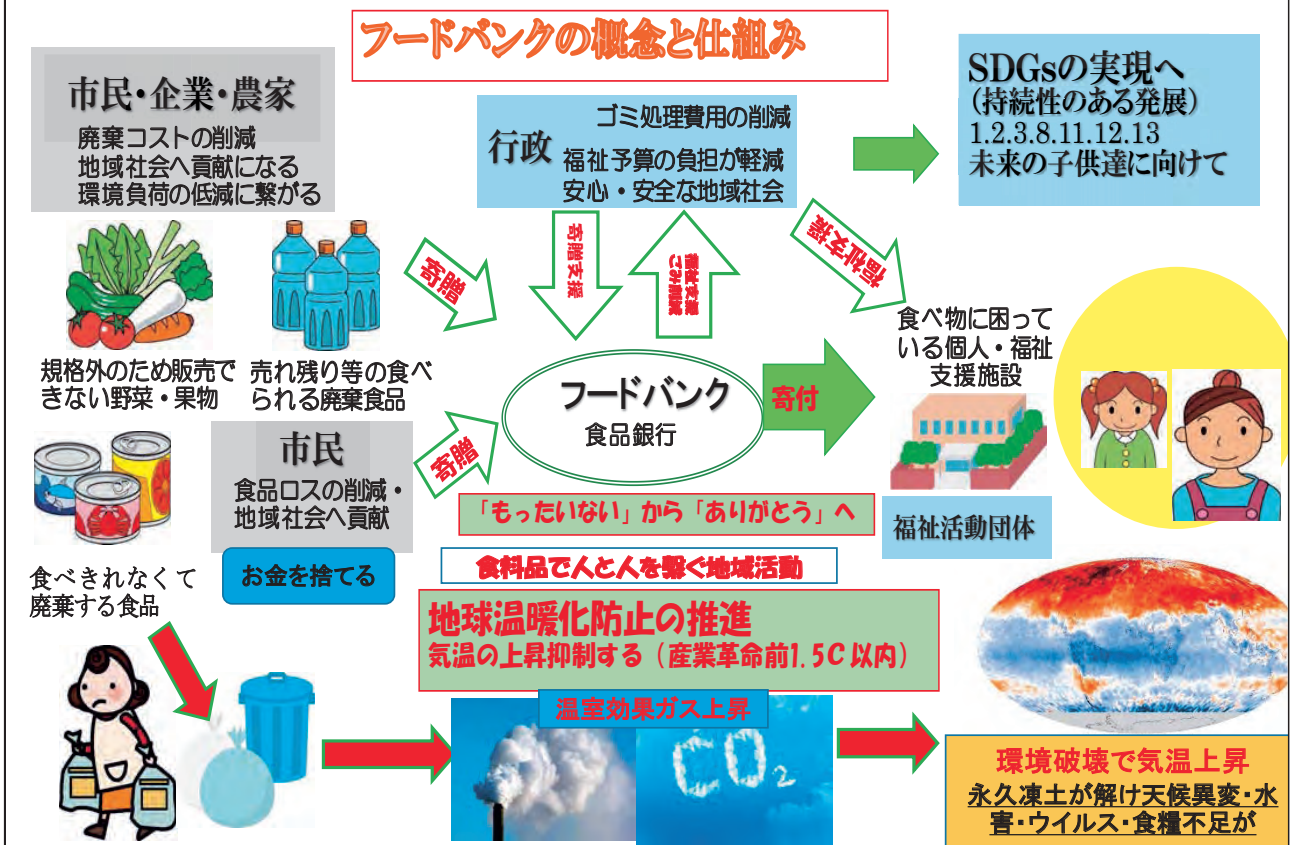 フードバンクの概念と仕組み
市民・企業・農家
廃棄コストの削減
地域社会へ貢献になる
環境負荷の低減に繋がる
ゴミ処理費用の削減
行政
福祉予算の負担が軽減
安心・安全な地域社会
SDGsの実現へ
(持続性のある発展)
1.2.3.8.11.12.13
未来の子供達に向けて
寄贈
寄贈支援
福祉支援
ごみ削減
福祉支援
規格外のため販売で
きない野菜・果物
売れ残り等の食べ
られる廃棄食品
フードバンク
食品銀行
寄付
食べ物に困って
いる個人・福祉
支援施設
市民
食品ロスの削減・
地域社会へ貢献
寄贈
「もったいない」から「ありがとう」へ
福祉活動団体
食べきれなくて
廃棄する食品
お金を捨てる
食料品で人と人を繋ぐ地域活動
地球温暖化防止の推進
気温の上昇抑制する(産業革命前1.5C以内)
温室効果ガス上昇
CO2
環境破壊で気温上昇
永久凍土が解け天候異変・水
害・ウイルス・食糧不足が